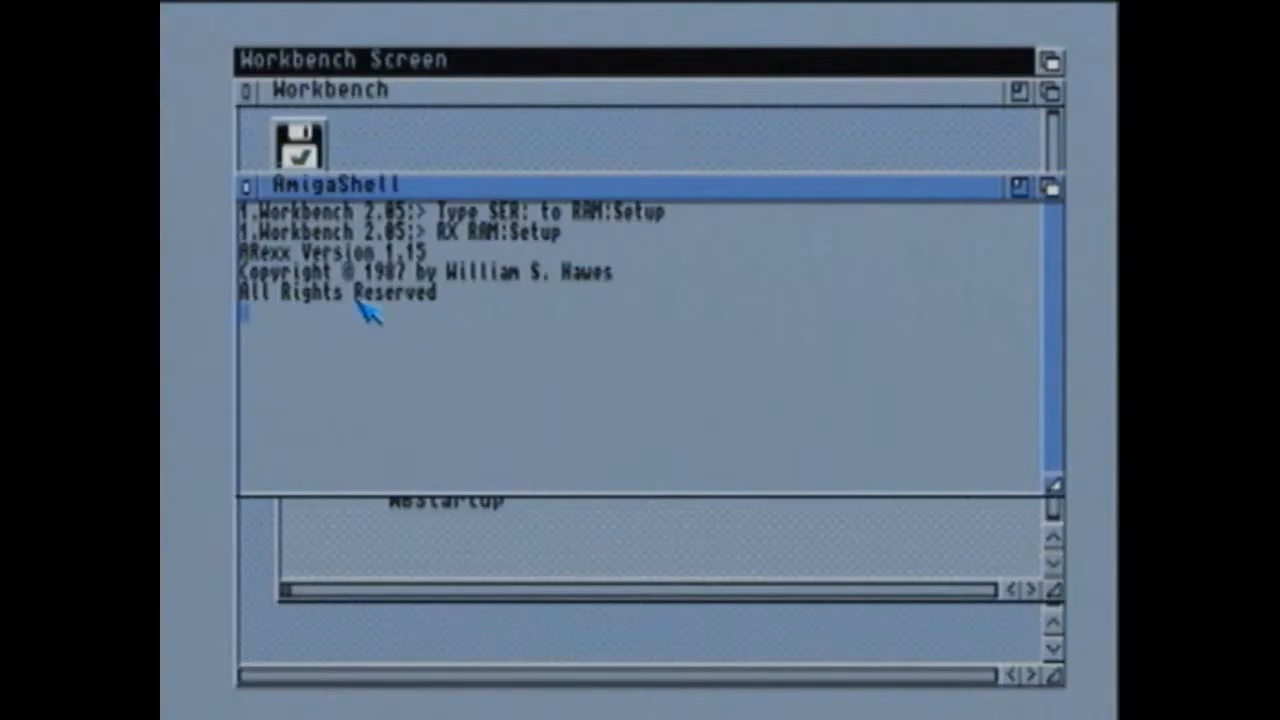 Workbench Screen
Workbench
AmigaShell
1.Workbench 2.05:> Type SER: to RAM:Setup
1.Workbench 2.05:> RX RAM:Setup
ARexx Version 1.15
Copyright © 1987 by William S. Hawes
All Rights Reserved
WBStartup